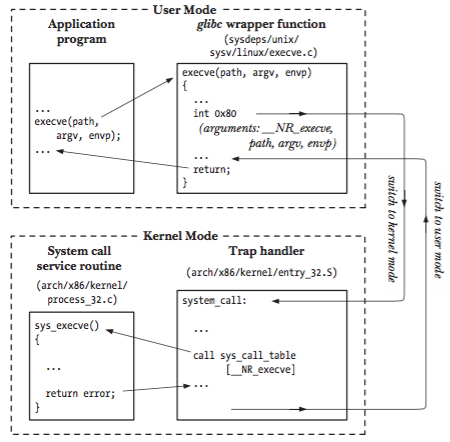 User Mode
Application
program
...
execve(path,
argv, envp);
...
glibc wrapper function
(sysdeps/unix/
sysv/linux/execve.c)
execve(path, argv, envp)
{
...
int 0x80
(arguments: __NR_execve,
path, argv, envp)
...
return;
}
switch to kernel mode
switch to user mode
Kernel Mode
System call
service routine
(arch/x86/kernel/
process_32.c)
sys_execve()
{
...
return error;
}
Trap handler
(arch/x86/kernel/entry_32.S)
system_call:
...
call sys_call_table
[__NR_execve]
...